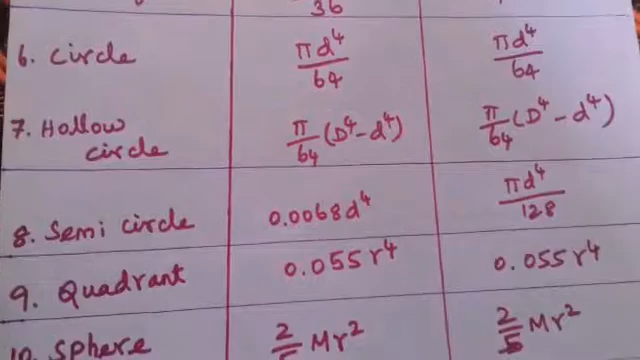 36
6. Circle πd⁴/64 πd⁴/64
7. Hollow circle π/64 (D⁴-d⁴) π/64 (D⁴-d⁴)
8. Semi circle 0.0068d⁴ πd⁴/128
9. Quadrant 0.055r⁴ 0.055r⁴
10. Sphere 2/5 Mr² 2/5 Mr²